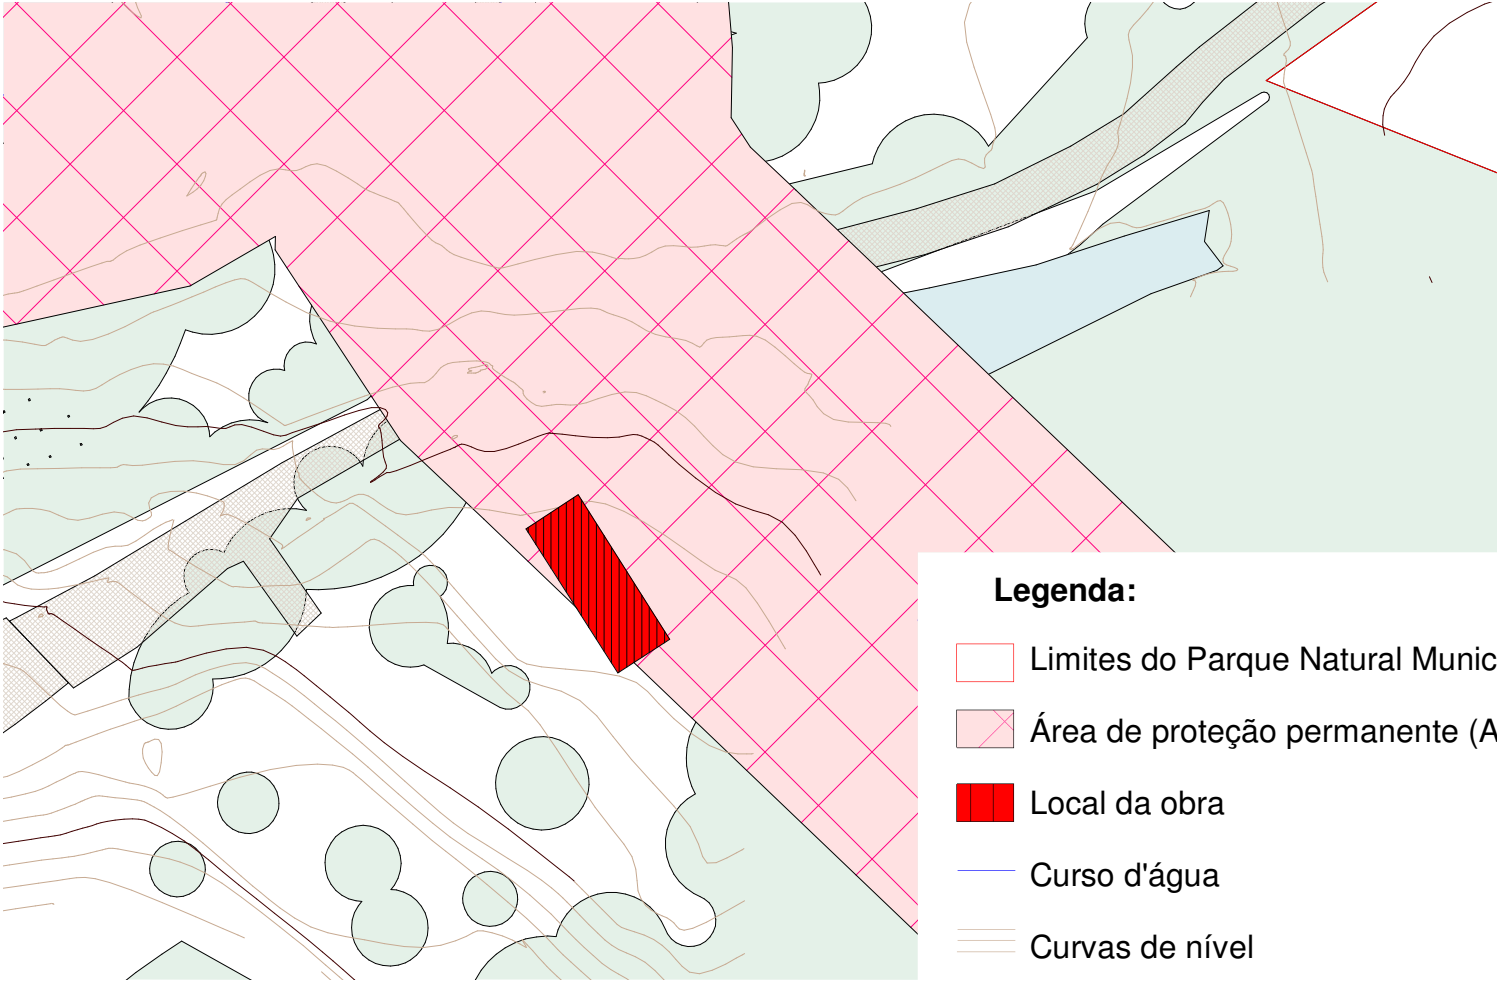 Legenda:
Limites do Parque Natural Munic
Área de proteção permanente (A
Local da obra
Curso d'água
Curvas de nível